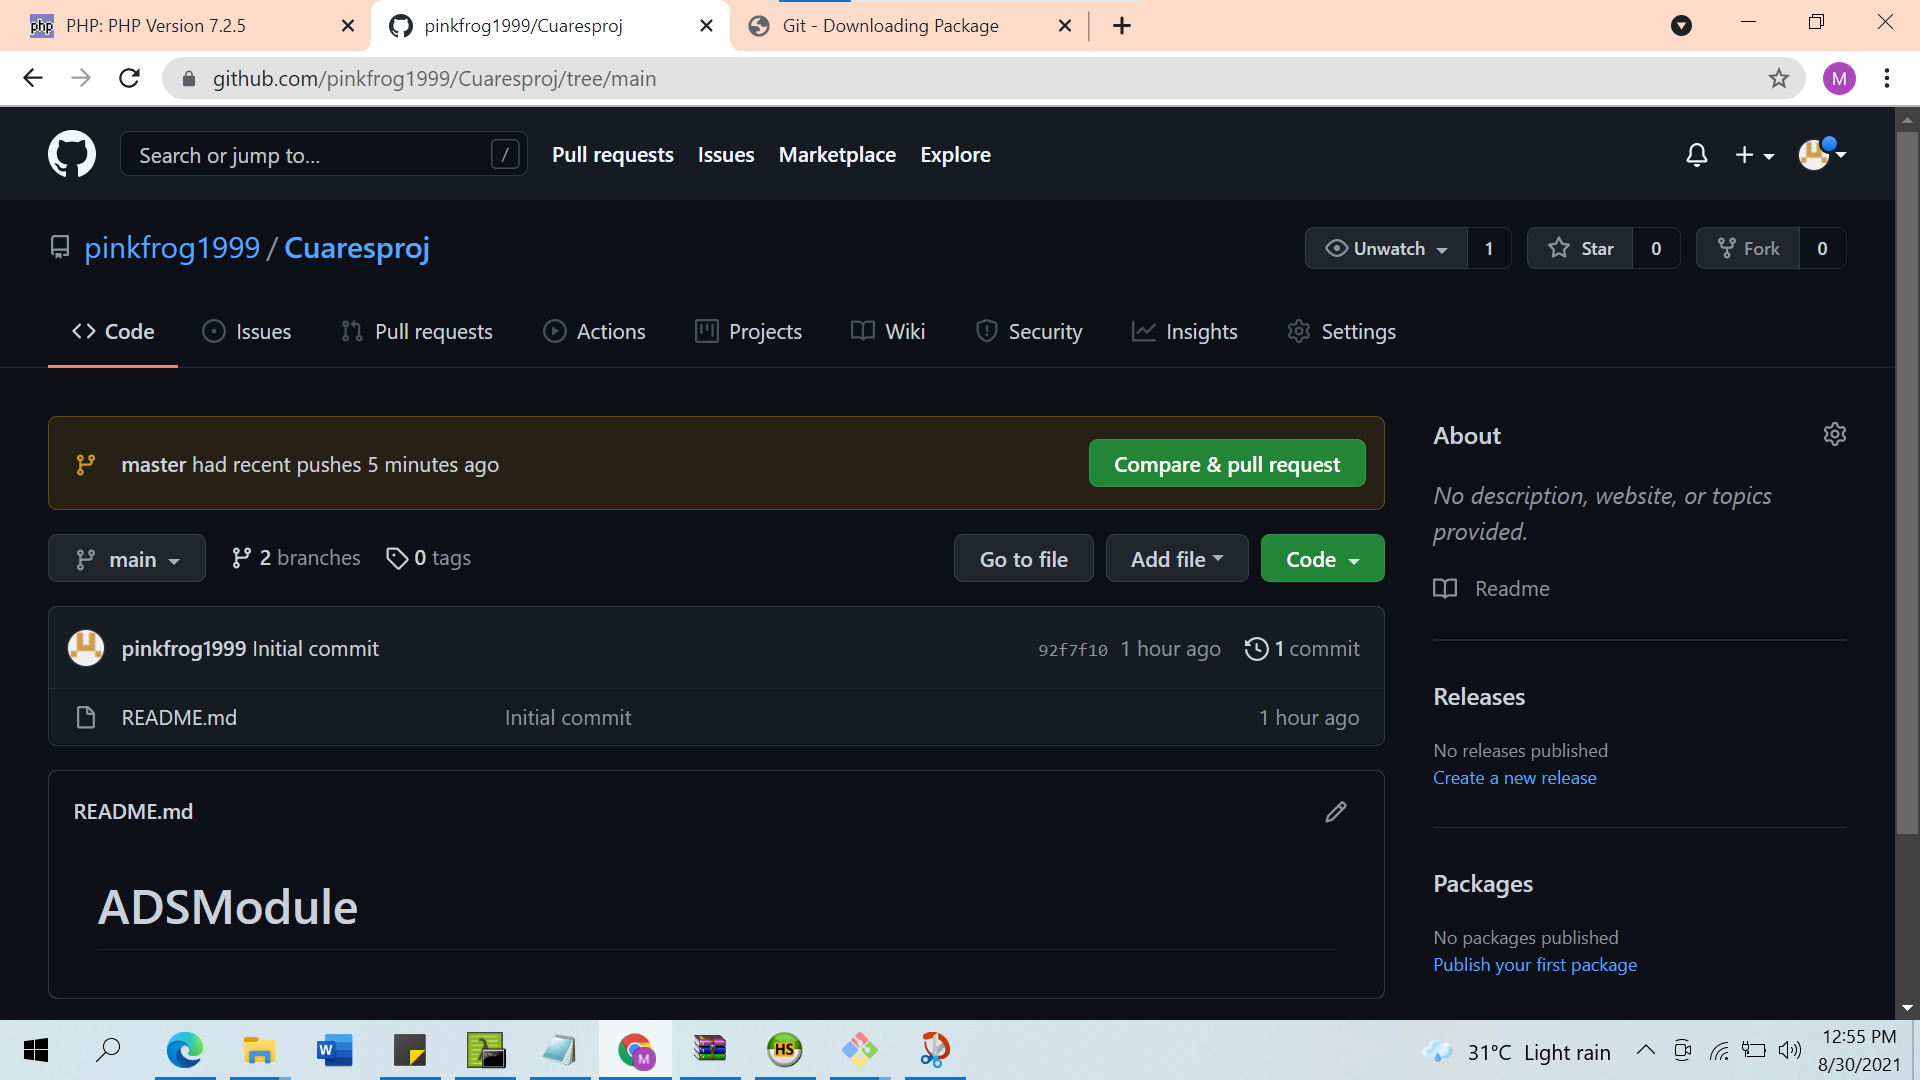 php PHP: PHP Version 7.2.5
pinkfrog1999/Cuaresproj
Git - Downloading Package
github.com/pinkfrog1999/Cuaresproj/tree/main
M
Search or jump to...
/
Pull requests
Issues
Marketplace
Explore
pinkfrog1999 / Cuaresproj
Unwatch 1
Star 0
Fork 0
Code
Issues
Pull requests
Actions
Projects
Wiki
Security
Insights
Settings
master had recent pushes 5 minutes ago
Compare & pull request
main
2 branches
0 tags
Go to file
Add file
Code
pinkfrog1999 Initial commit
92f7f10 1 hour ago
1 commit
README.md
Initial commit
1 hour ago
README.md
ADSModule
About
No description, website, or topics
provided.
Readme
Releases
No releases published
Create a new release
Packages
No packages published
Publish your first package
W
M
HS
31°C Light rain
12:55 PM
8/30/2021